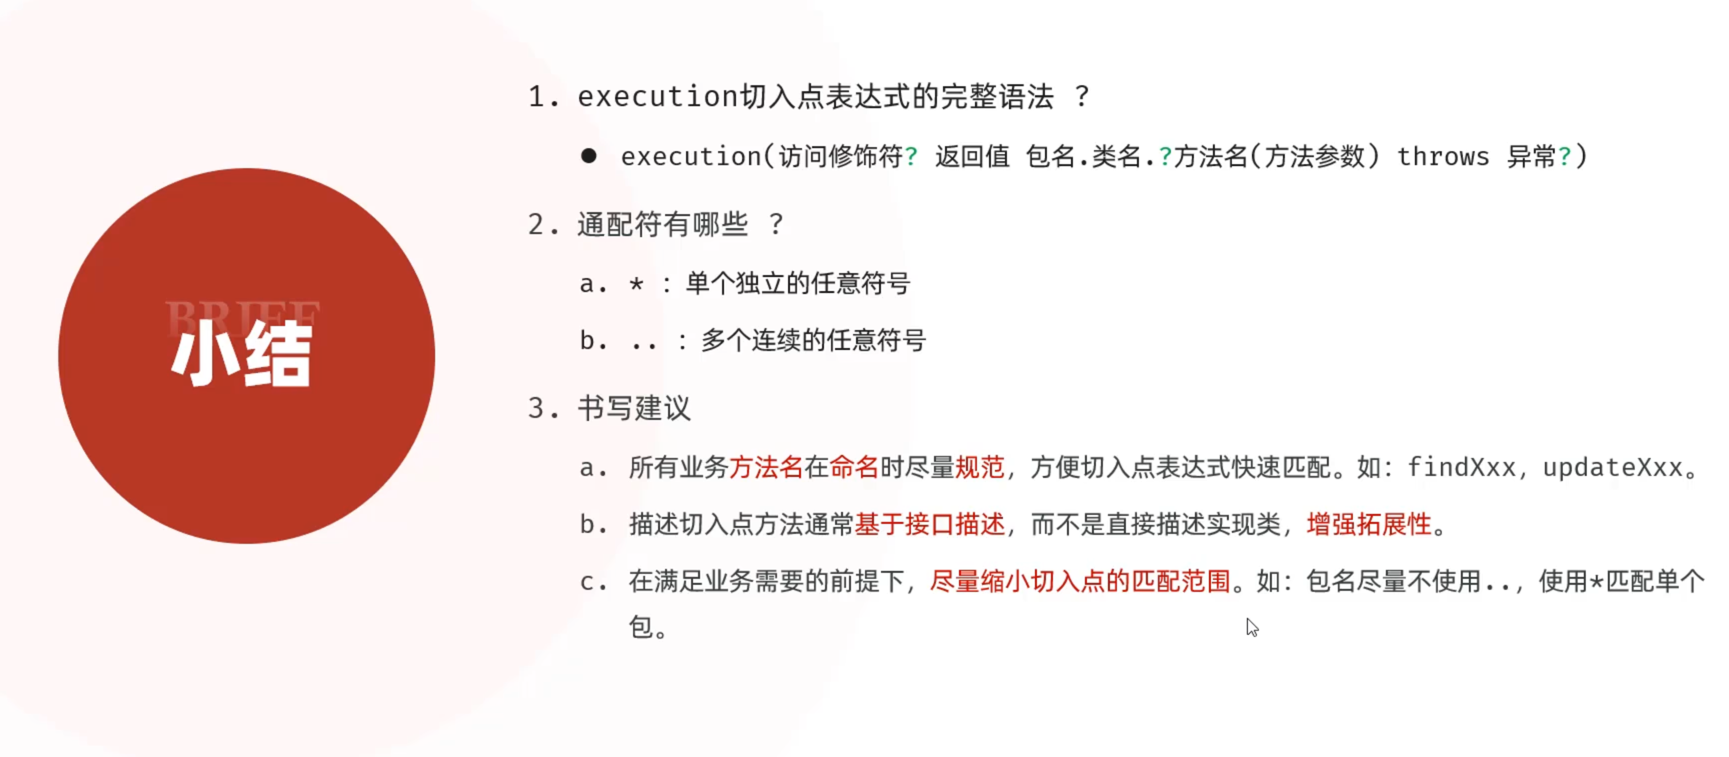 BRIEF
小结
1. execution切入点表达式的完整语法 ？
● execution(访问修饰符? 返回值 包名.类名.?方法名(方法参数) throws 异常?)
2. 通配符有哪些 ？
a. * : 单个独立的任意符号
b. .. : 多个连续的任意符号
3. 书写建议
a. 所有业务方法名在命名时尽量规范，方便切入点表达式快速匹配。如：findXxx，updateXxx。
b. 描述切入点方法通常基于接口描述，而不是直接描述实现类，增强拓展性。
c. 在满足业务需要的前提下，尽量缩小切入点的匹配范围。如：包名尽量不使用..，使用*匹配单个
包。